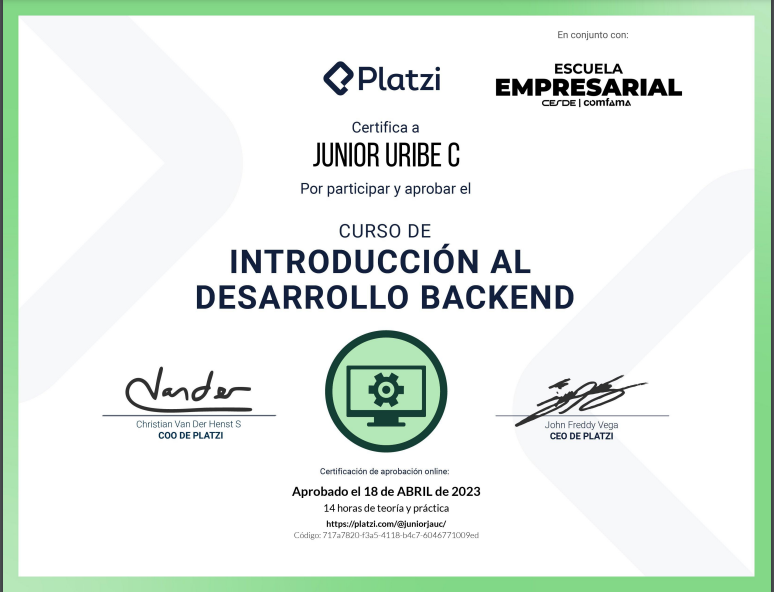 En conjunto con:
Platzi
ESCUELA
EMPRESARIAL
CESDE | comfama
Certifica a
JUNIOR URIBE C
Por participar y aprobar el
CURSO DE
INTRODUCCIÓN AL
DESARROLLO BACKEND
Vander
Christian Van Der Henst S
COO DE PLATZI
John Freddy Vega
CEO DE PLATZI
Certificación de aprobación online:
Aprobado el 18 de ABRIL de 2023
14 horas de teoría y práctica
https://platzi.com/@juniorjauc/
Código: 717a7820-f3a5-4118-b4c7-6046771009ed